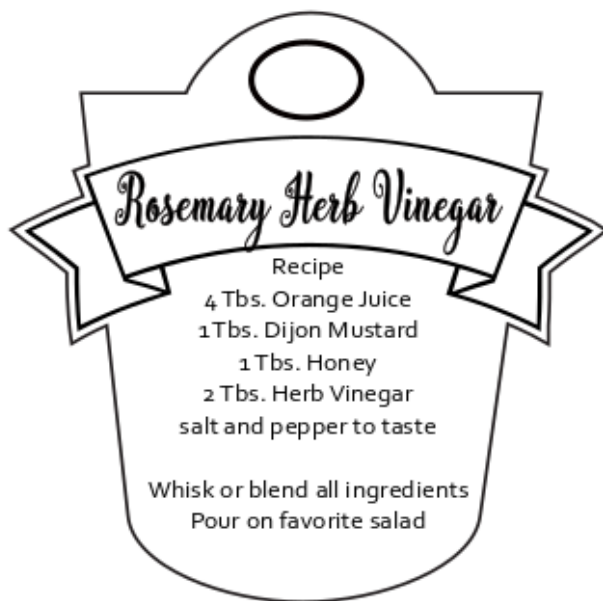 Rosemary Herb Vinegar
Recipe
4 Tbs. Orange Juice
1 Tbs. Dijon Mustard
1 Tbs. Honey
2 Tbs. Herb Vinegar
salt and pepper to taste
Whisk or blend all ingredients
Pour on favorite salad